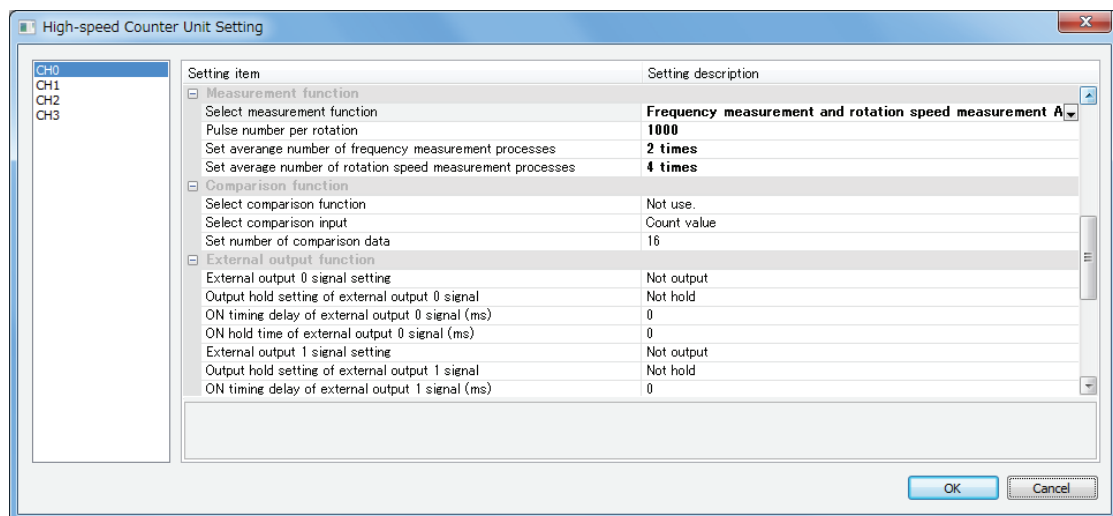 High-speed Counter Unit Setting
CH0
CH1
CH2
CH3
Setting item Setting description
Measurement function
Select measurement function Frequency measurement and rotation speed measurement A
Pulse number per rotation 1000
Set averange number of frequency measurement processes 2 times
Set average number of rotation speed measurement processes 4 times
Comparison function
Select comparison function Not use.
Select comparison input Count value
Set number of comparison data 16
External output function
External output 0 signal setting Not output
Output hold setting of external output 0 signal Not hold
ON timing delay of external output 0 signal (ms) 0
ON hold time of external output 0 signal (ms) 0
External output 1 signal setting Not output
Output hold setting of external output 1 signal Not hold
ON timing delay of external output 1 signal (ms) 0
OK Cancel